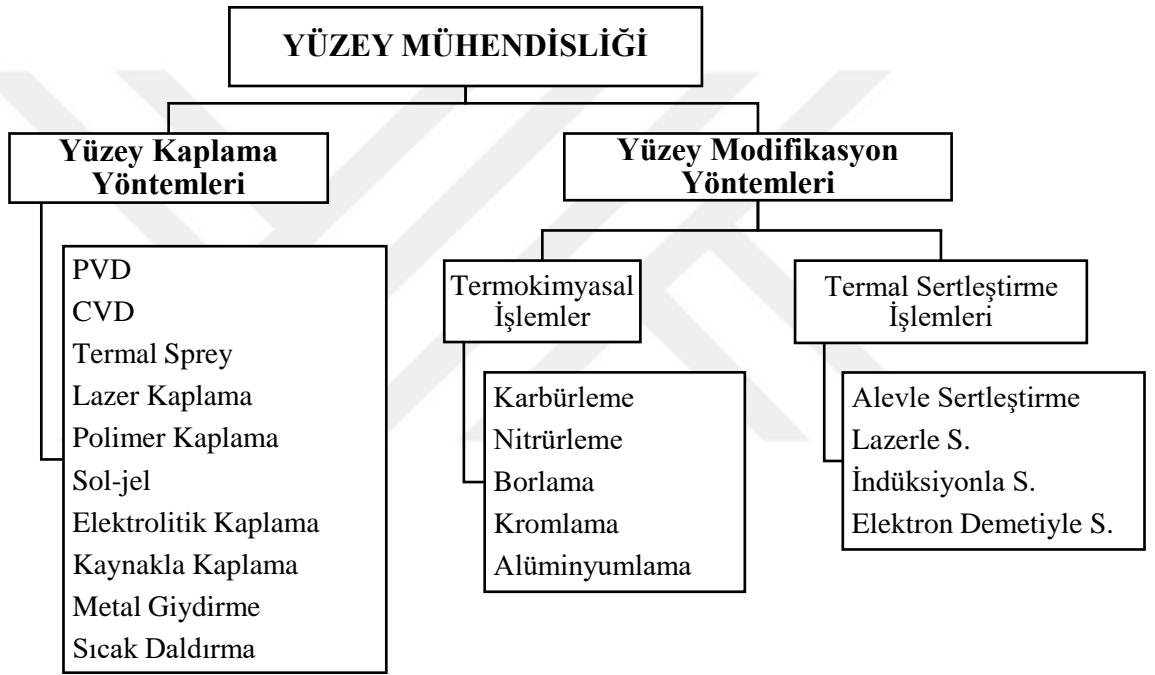 YÜZEY MÜHENDİSLİĞİ
Yüzey Kaplama
Yöntemleri
PVD
CVD
Termal Sprey
Lazer Kaplama
Polimer Kaplama
Sol-jel
Elektrolitik Kaplama
Kaynakla Kaplama
Metal Giydirme
Sıcak Daldırma
Yüzey Modifikasyon
Yöntemleri
Termokimyasal
İşlemler
Karbürleme
Nitrürleme
Borlama
Kromlama
Alüminyumlama
Termal Sertleştirme
İşlemleri
Alevle Sertleştirme
Lazerle S.
İndüksiyonla S.
Elektron Demetiyle S.